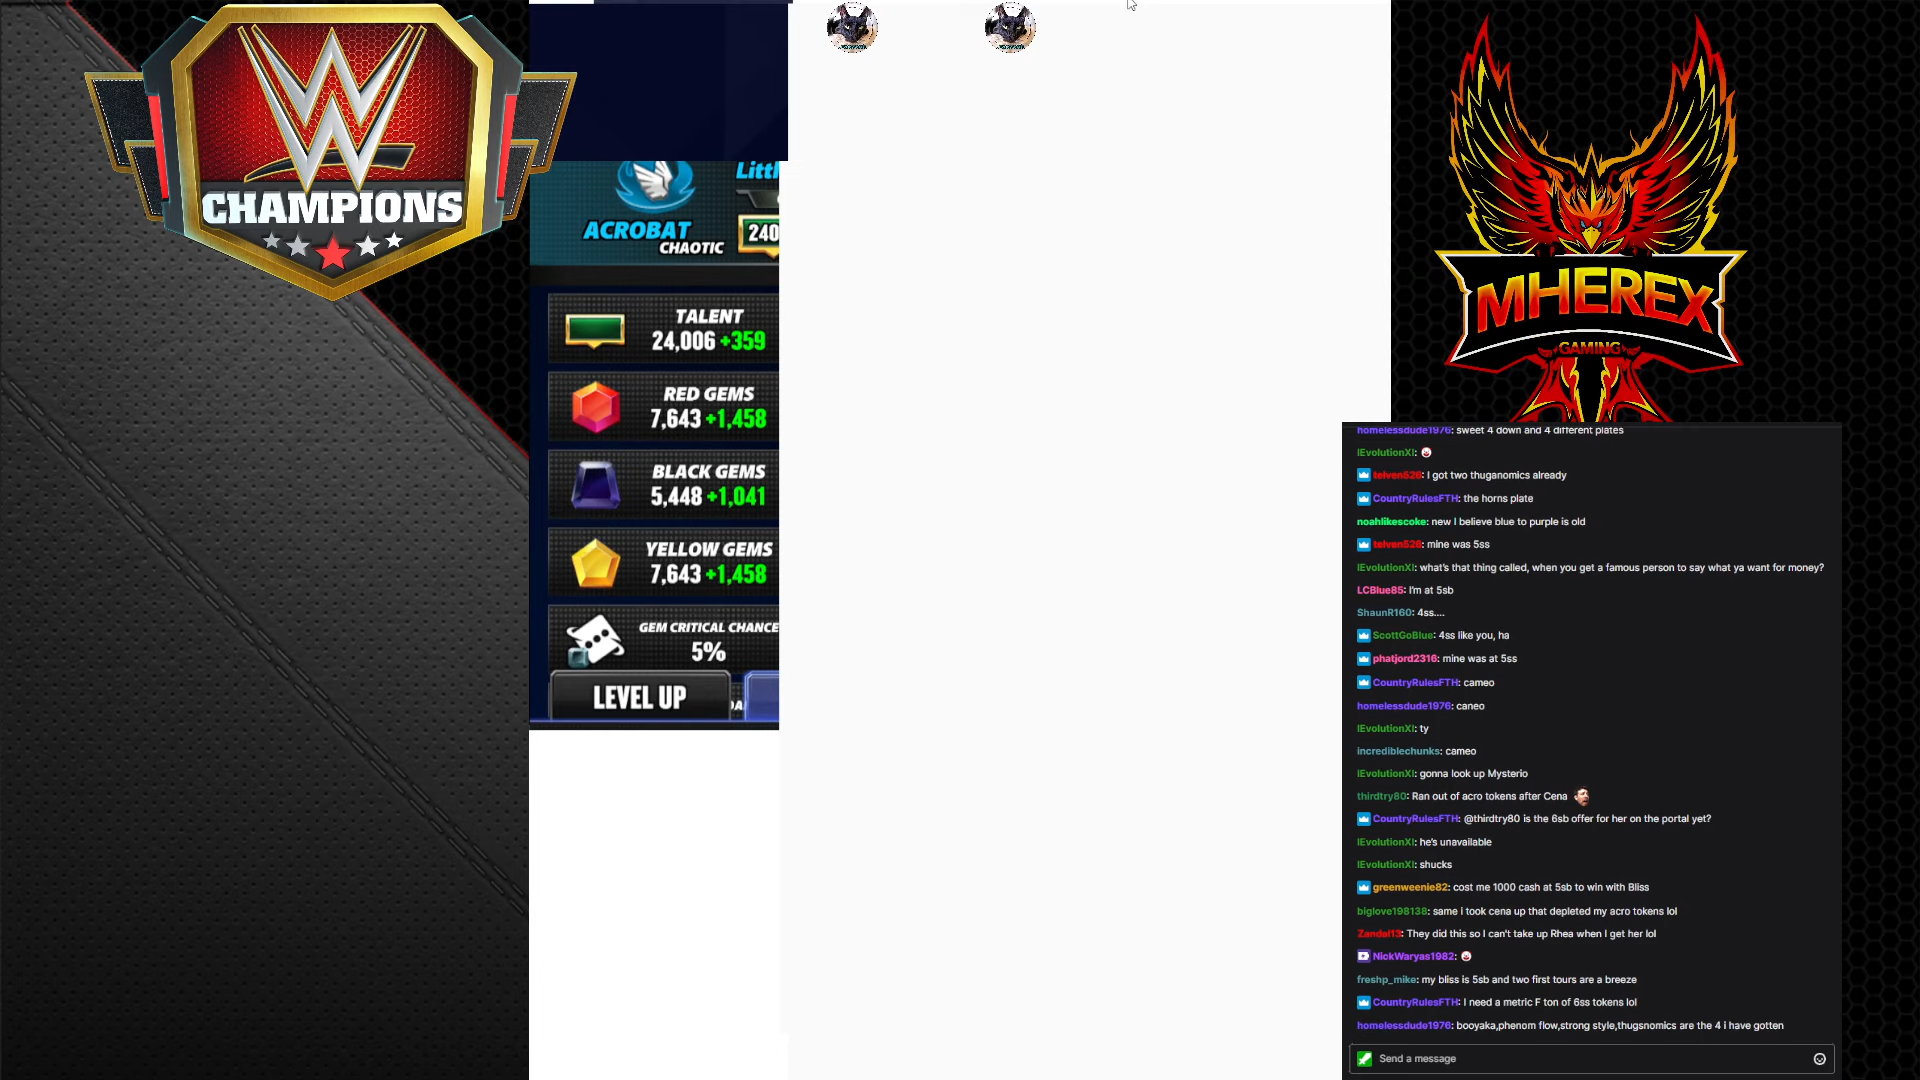 CHAMPIONS
Littl
ACROBAT
CHAOTIC
240
TALENT
24,006 +359
RED GEMS
7,643 +1,458
BLACK GEMS
5,448 +1,041
YELLOW GEMS
7,643 +1,458
GEM CRITICAL CHANCE
5%
LEVEL UP
MHEREX
GAMING
homelessdude1976: sweet 4 down and 4 different plates
IEvolutionXI:
telven526: I got two thuganomics already
CountryRulesFTH: the horns plate
noahlikescoke: new I believe blue to purple is old
telven526: mine was 5ss
IEvolutionXI: what's that thing called, when you get a famous person to say what ya want for money?
LCBlue85: I'm at 5sb
ShaunR160: 4ss....
ScottGoBlue: 4ss like you, ha
phatjord2316: mine was at 5ss
CountryRulesFTH: cameo
homelessdude1976: caneo
IEvolutionXI: ty
incrediblechunks: cameo
IEvolutionXI: gonna look up Mysterio
thirdtry80: Ran out of acro tokens after Cena
CountryRulesFTH: @thirdtry80 is the 6sb offer for her on the portal yet?
IEvolutionXI: he's unavailable
IEvolutionXI: shucks
greenweenie82: cost me 1000 cash at 5sb to win with Bliss
biglove198138: same i took cena up that depleted my acro tokens lol
Zandal13: They did this so I can't take up Rhea when I get her lol
NickWaryas1982:
freshp_mike: my bliss is 5sb and two first tours are a breeze
CountryRulesFTH: I need a metric F ton of 6ss tokens lol
homelessdude1976: booyaka,phenom flow,strong style,thugsnomics are the 4 i have gotten
Send a message